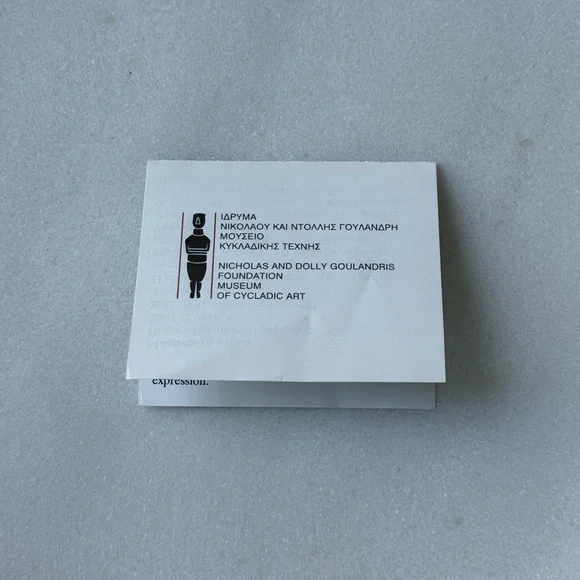 ΙΔΡΥΜΑ
ΝΙΚΟΛΑΟΥ ΚΑΙ ΝΤΟΛΛΗΣ ΓΟΥΛΑΝΔΡΗ
ΜΟΥΣΕΙΟ
ΚΥΚΛΑΔΙΚΗΣ ΤΕΧΝΗΣ
NICHOLAS AND DOLLY GOULANDRIS
FOUNDATION
MUSEUM
OF CYCLADIC ART
expression.